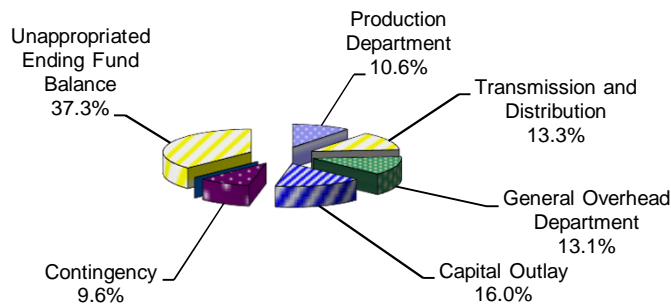 Unappropriated
Ending Fund
Balance
37.3%
Production
Department
10.6%
Transmission and
Distribution
13.3%
General Overhead
Department
13.1%
Capital Outlay
16.0%
Contingency
9.6%